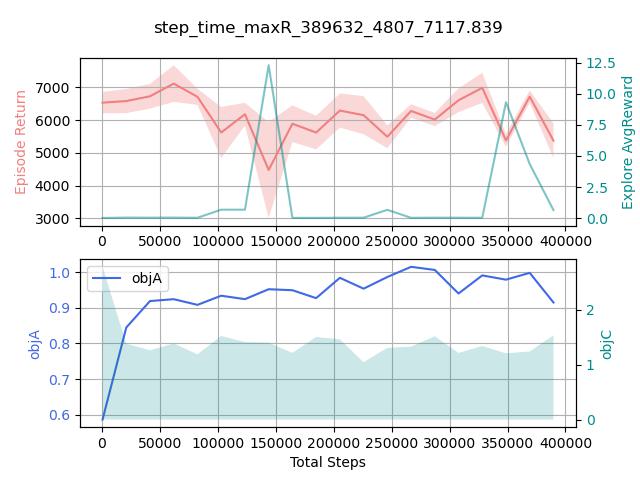 step_time_maxR_389632_4807_7117.839
Episode Return
7000
6000
5000
4000
3000
12.5
10.0
7.5
5.0
2.5
0.0
Explore AvgReward
0 50000 100000 150000 200000 250000 300000 350000 400000
objA
1.0
0.9
0.8
0.7
0.6
objA
2
1
0
objC
0 50000 100000 150000 200000 250000 300000 350000 400000
Total Steps